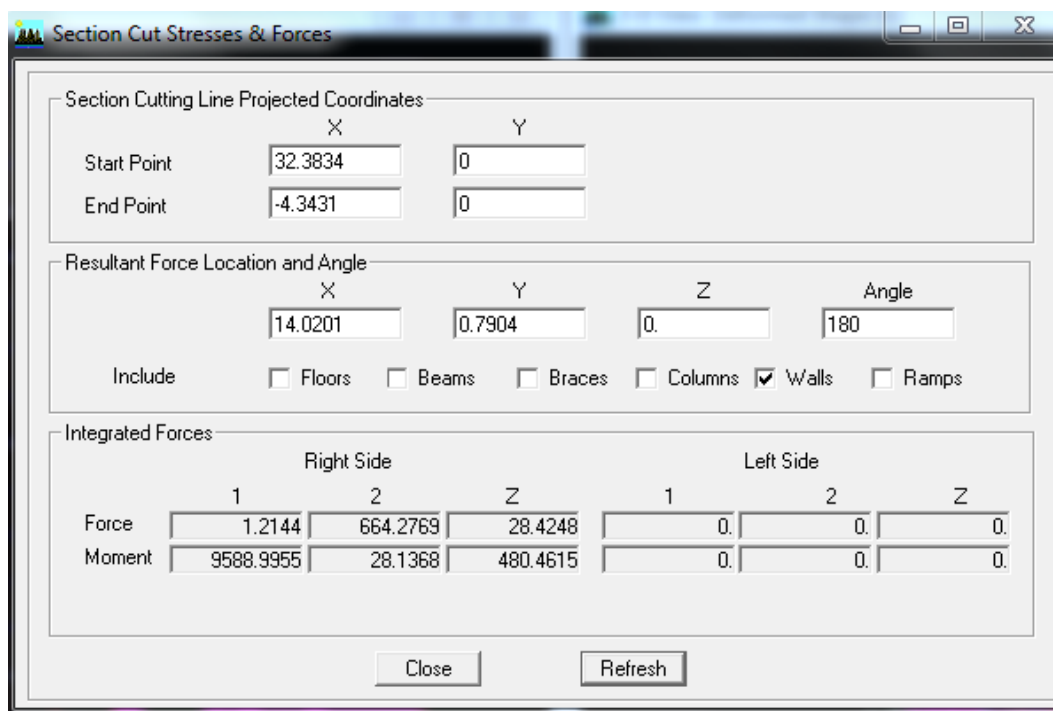 Section Cut Stresses & Forces
Section Cutting Line Projected Coordinates
X Y
Start Point 32.3834 0
End Point -4.3431 0
Resultant Force Location and Angle
X Y Z Angle
14.0201 0.7904 0. 180
Include Floors Beams Braces Columns Walls Ramps
Integrated Forces
Right Side Left Side
1 2 Z 1 2 Z
Force 1.2144 664.2769 28.4248 0. 0. 0.
Moment 9588.9955 28.1368 480.4615 0. 0. 0.
Close Refresh